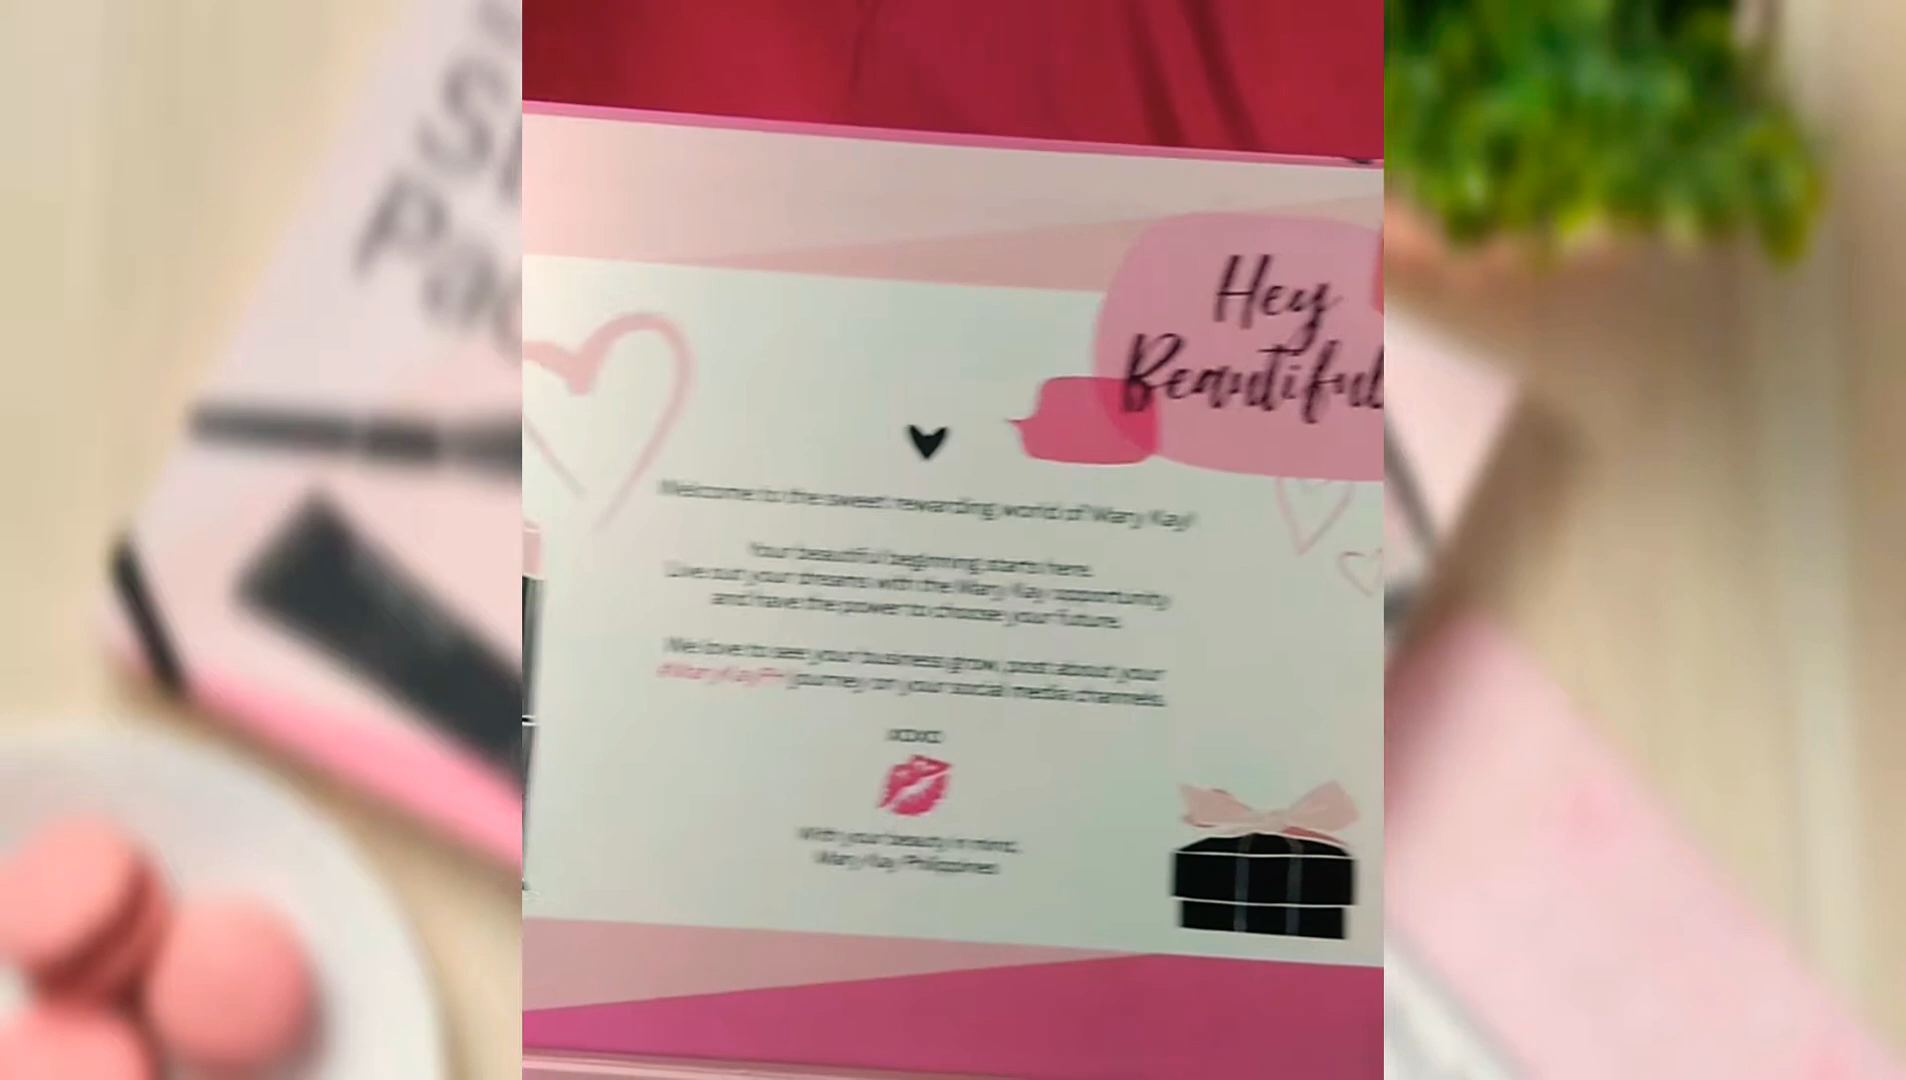 Hey
Beautiful
Welcome to the sweet rewarding world of Mary Kay!
Your beautiful beginning starts here.
Live out your dreams with the Mary Kay opportunity
and have the power to choose your future.
We love to see your business grow, post about your
#MaryKayPH journey on your social media channels.
XOXO
With your beauty in mind,
Mary Kay Philippines